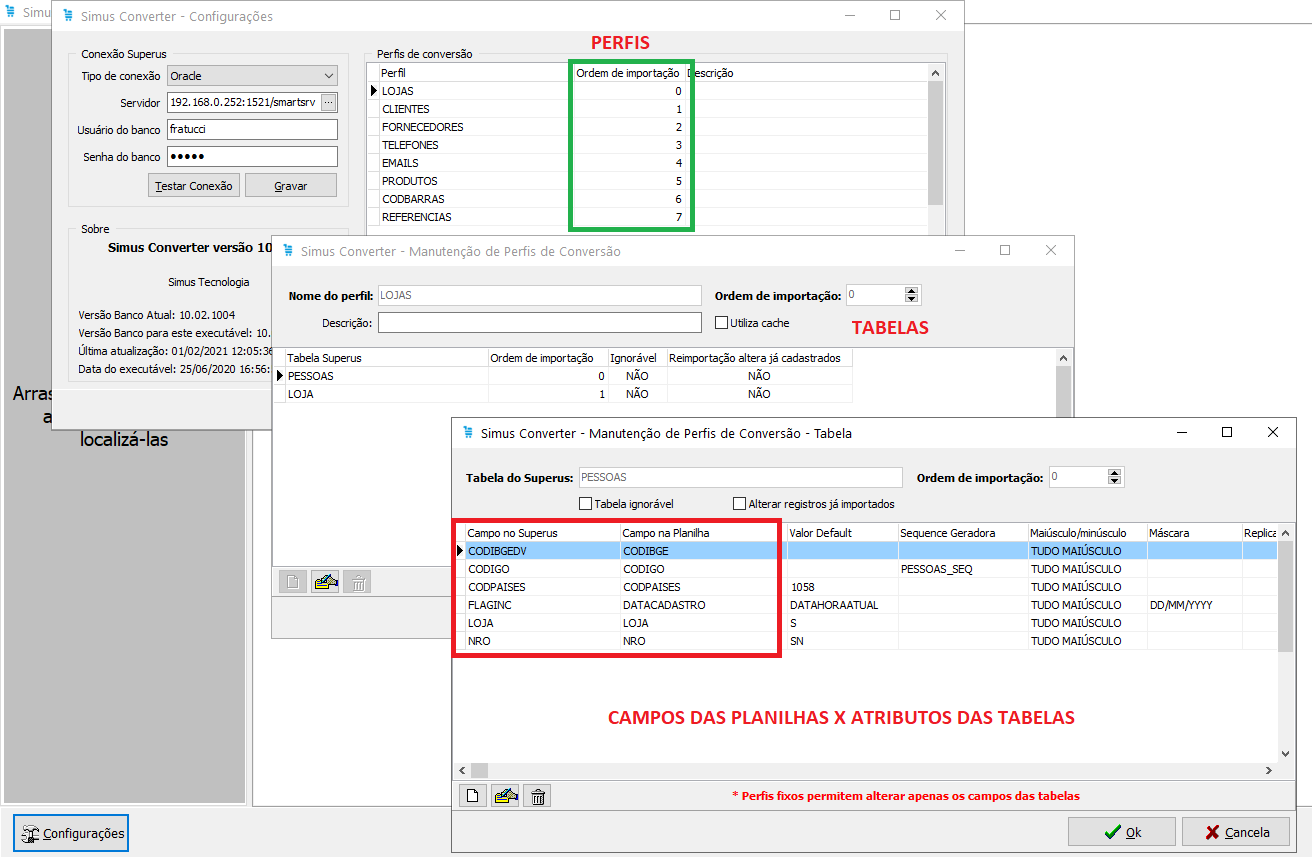 Simu
Simus Converter - Configurações
PERFIS
Conexão Superus
Tipo de conexão Oracle
Servidor 192.168.0.252:1521/smartsrv ...
Usuário do banco fratucci
Senha do banco •••••
Testar Conexão Gravar
Perfis de conversão
Perfil Ordem de importação Descrição
LOJAS 0
CLIENTES 1
FORNECEDORES 2
TELEFONES 3
EMAILS 4
PRODUTOS 5
CODBARRAS 6
REFERENCIAS 7
Sobre
Simus Converter versão 10
Simus Tecnologia
Versão Banco Atual: 10.02.1004
Versão Banco para este executável: 10.
Última atualização: 01/02/2021 12:05:36
Data do executável: 25/06/2020 16:56:
Arras
a
localizá-las
Simus Converter - Manutenção de Perfis de Conversão
Nome do perfil: LOJAS Ordem de importação: 0
Descrição: Utiliza cache
TABELAS
Tabela Superus Ordem de importação Ignorável Reimportação altera já cadastrados
PESSOAS 0 NÃO NÃO
LOJA 1 NÃO NÃO
Simus Converter - Manutenção de Perfis de Conversão - Tabela
Tabela do Superus: PESSOAS Ordem de importação: 0
Tabela ignorável Alterar registros já importados
Campo no Superus Campo na Planilha Valor Default Sequence Geradora Maiúsculo/minúsculo Máscara Replica
CODIBGEDV CODIBGE TUDO MAIÚSCULO
CODIGO CODIGO PESSOAS_SEQ TUDO MAIÚSCULO
CODPAISES CODPAISES 1058 TUDO MAIÚSCULO
FLAGINC DATACADASTRO DATAHORAATUAL TUDO MAIÚSCULO DD/MM/YYYY
LOJA LOJA S TUDO MAIÚSCULO
NRO NRO SN TUDO MAIÚSCULO
CAMPOS DAS PLANILHAS X ATRIBUTOS DAS TABELAS
* Perfis fixos permitem alterar apenas os campos das tabelas
Ok Cancela
Configurações